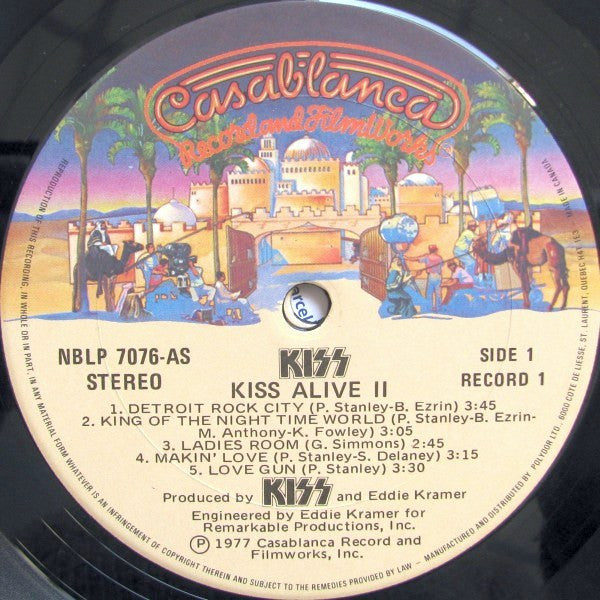 Casablanca
Record and FilmWorks
NBLP 7076-AS
STEREO
KISS
KISS ALIVE II
SIDE 1
RECORD 1
1. DETROIT ROCK CITY (P. Stanley-B. Ezrin) 3:45
2. KING OF THE NIGHT TIME WORLD (P. Stanley-B. Ezrin-
M. Anthony-K. Fowley) 3:05
3. LADIES ROOM (G. Simmons) 2:45
4. MAKIN' LOVE (P. Stanley-S. Delaney) 3:15
5. LOVE GUN (P. Stanley) 3:30
Produced by KISS and Eddie Kramer
Engineered by Eddie Kramer for
Remarkable Productions, Inc.
Ⓟ 1977 Casablanca Record and
Filmworks, Inc.
REPRODUCTION OF THIS RECORDING, IN WHOLE OR IN PART, IN ANY MATERIAL FORM WHATEVER IS AN INFRINGEMENT OF COPYRIGHT THEREIN AND SUBJECT TO THE REMEDIES PROVIDED BY LAW – MANUFACTURED AND DISTRIBUTED BY POLYDOR LTD., 6000 COTE DE LIESSE, ST. LAURENT, QUEBEC H4T 1E3 MADE IN CANADA
arcel